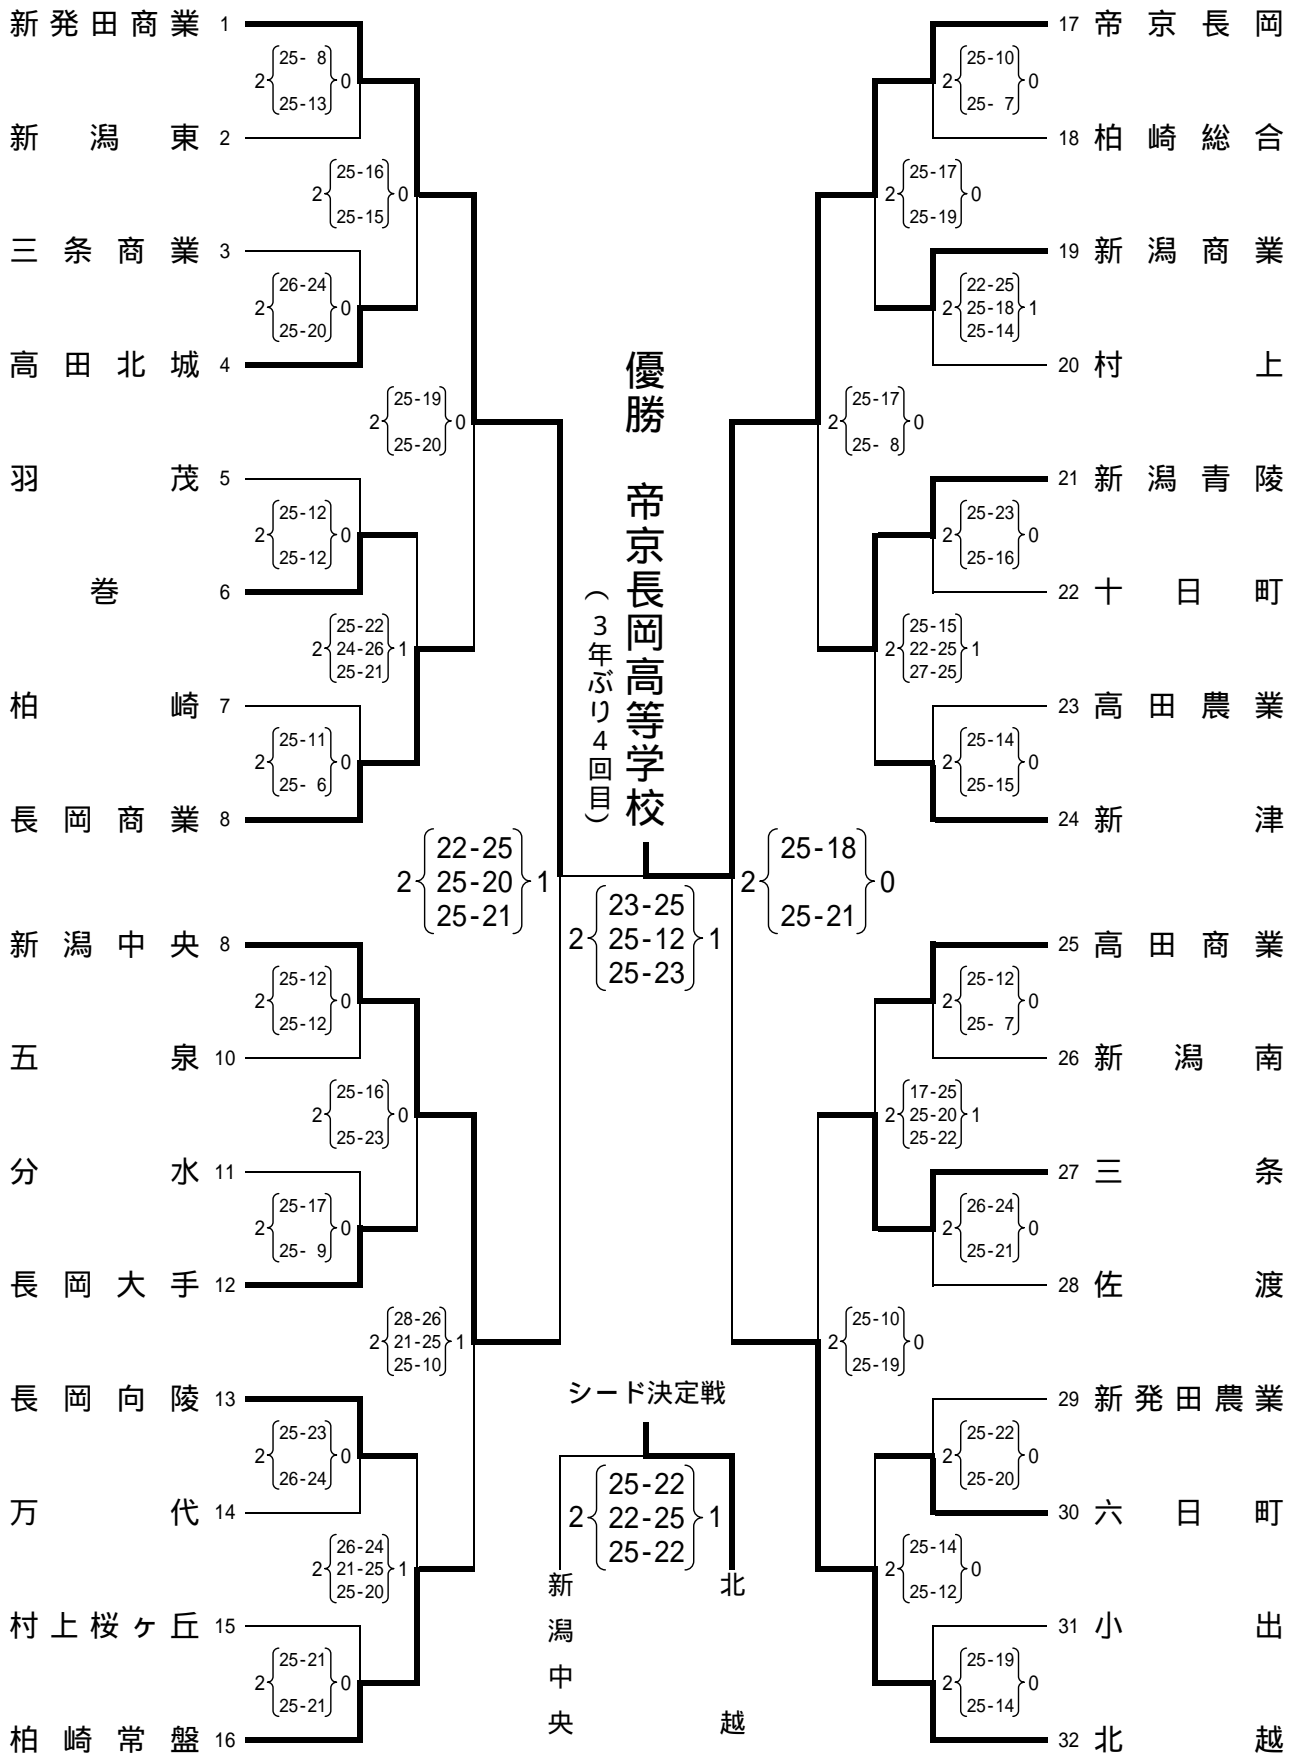 新発田商業 1
2 25- 8 0
25-13
新潟東 2
2 25-16 0
25-15
三条商業 3
2 26-24 0
25-20
高田北城 4
2 25-19 0
25-20
羽茂 5
2 25-12 0
25-12
巻 6
2 25-22 1
24-26
25-21
柏崎 7
2 25-11 0
25- 6
長岡商業 8
2 22-25 1
25-20
25-21
新潟中央 8
2 25-12 0
25-12
五泉 10
2 25-16 0
25-23
分水 11
2 25-17 0
25- 9
長岡大手 12
2 28-26 1
21-25
25-10
長岡向陵 13
2 25-23 0
26-24
万代 14
2 26-24 1
21-25
25-20
村上桜ヶ丘 15
2 25-21 0
25-21
柏崎常盤 16
優勝 帝京長岡高等学校
(3年ぶり4回目)
2 23-25 1
25-12
25-23
シード決定戦
2 25-22 1
22-25
25-22
新潟中央
北越
17 帝京長岡
2 25-10 0
25- 7
18 柏崎総合
2 25-17 0
25-19
19 新潟商業
2 22-25 1
25-18
25-14
20 村上
2 25-17 0
25- 8
21 新潟青陵
2 25-23 0
25-16
22 十日町
2 25-15 1
22-25
27-25
23 高田農業
2 25-14 0
25-15
24 新津
2 25-18 0
25-21
25 高田商業
2 25-12 0
25- 7
26 新潟南
2 17-25 1
25-20
25-22
27 三条
2 26-24 0
25-21
28 佐渡
2 25-10 0
25-19
29 新発田農業
2 25-22 0
25-20
30 六日町
2 25-14 0
25-12
31 小出
2 25-19 0
25-14
32 北越